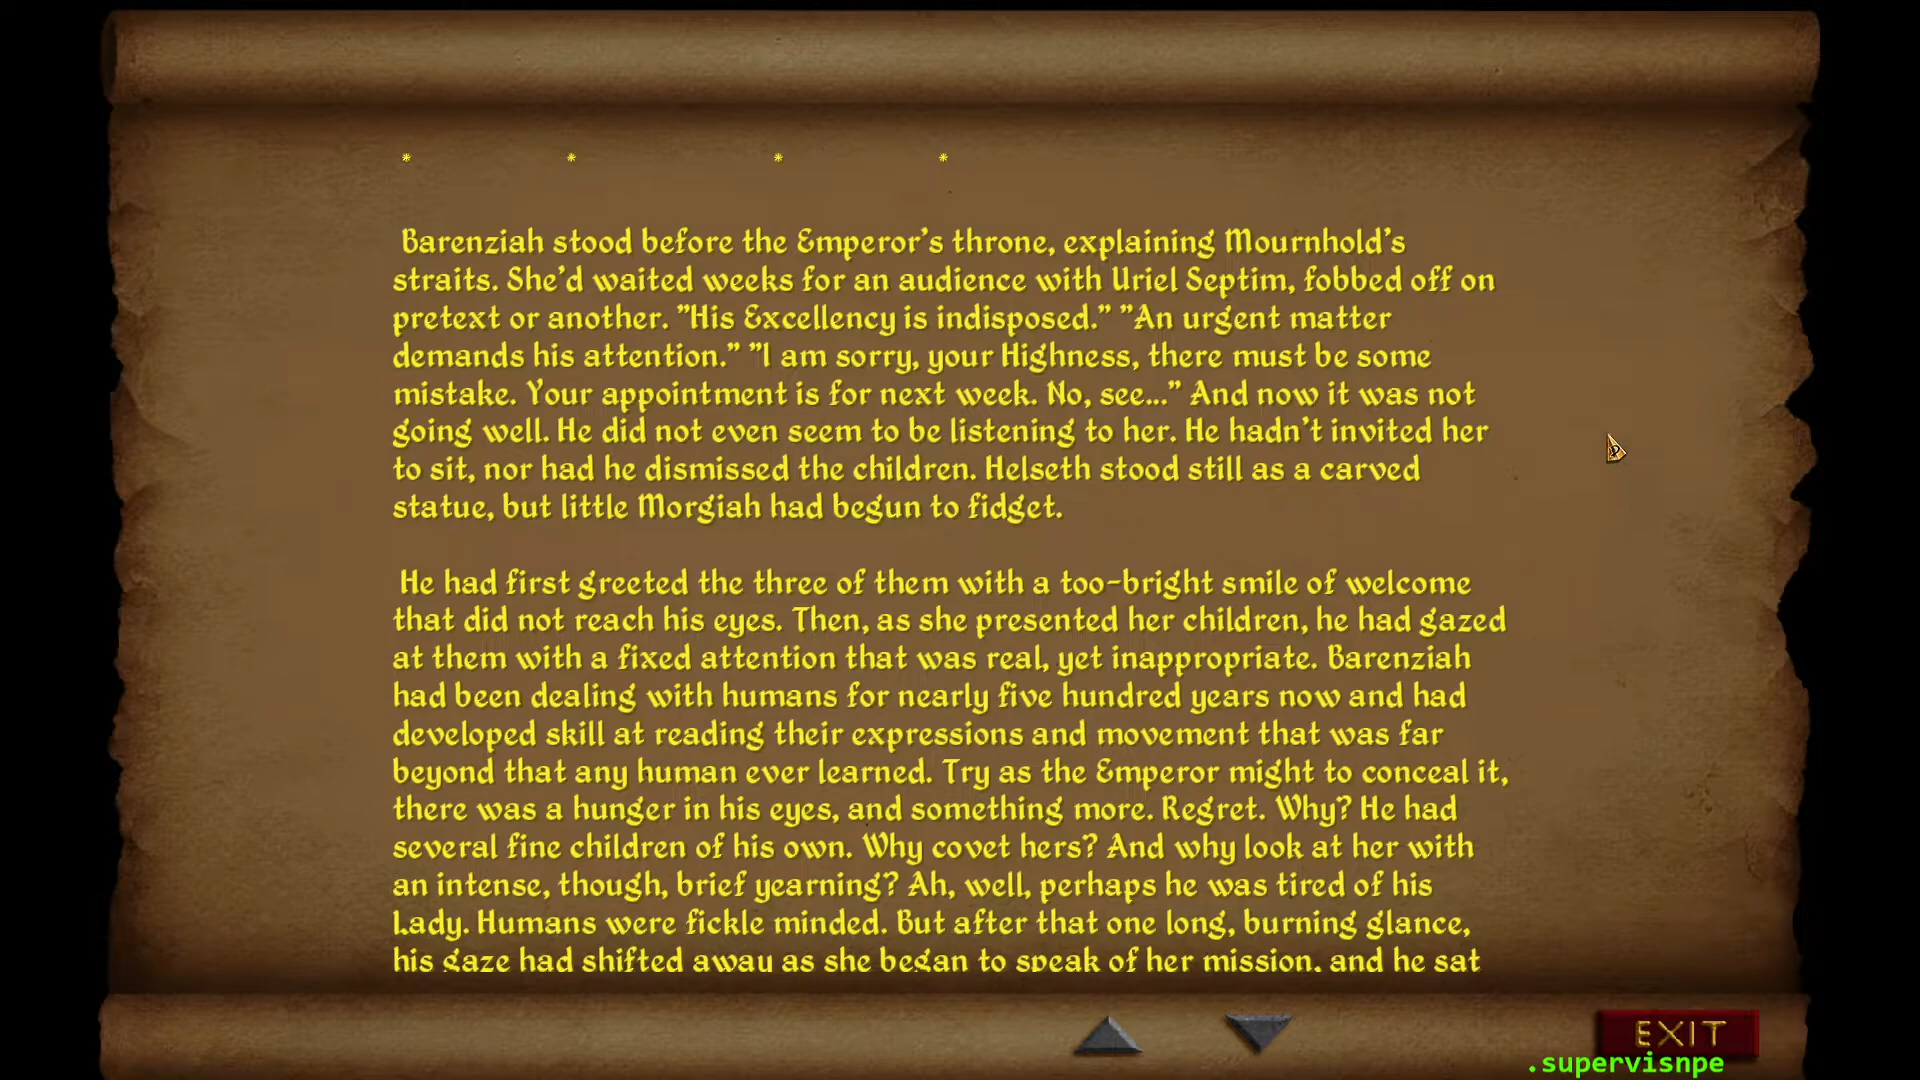 * * * *
Barenziah stood before the Emperor's throne, explaining Mournhold's
straits. She'd waited weeks for an audience with Uriel Septim, fobbed off on
pretext or another. "His Excellency is indisposed." "An urgent matter
demands his attention." "I am sorry, your Highness, there must be some
mistake. Your appointment is for next week. No, see..." And now it was not
going well. He did not even seem to be listening to her. He hadn't invited her
to sit, nor had he dismissed the children. Helseth stood still as a carved
statue, but little Morgiah had begun to fidget.
He had first greeted the three of them with a too-bright smile of welcome
that did not reach his eyes. Then, as she presented her children, he had gazed
at them with a fixed attention that was real, yet inappropriate. Barenziah
had been dealing with humans for nearly five hundred years now and had
developed skill at reading their expressions and movement that was far
beyond that any human ever learned. Try as the Emperor might to conceal it,
there was a hunger in his eyes, and something more. Regret. Why? He had
several fine children of his own. Why covet hers? And why look at her with
an intense, though, brief yearning? Ah, well, perhaps he was tired of his
Lady. Humans were fickle minded. But after that one long, burning glance,
his gaze had shifted away as she began to speak of her mission, and he sat
EXIT
.supervisnpe